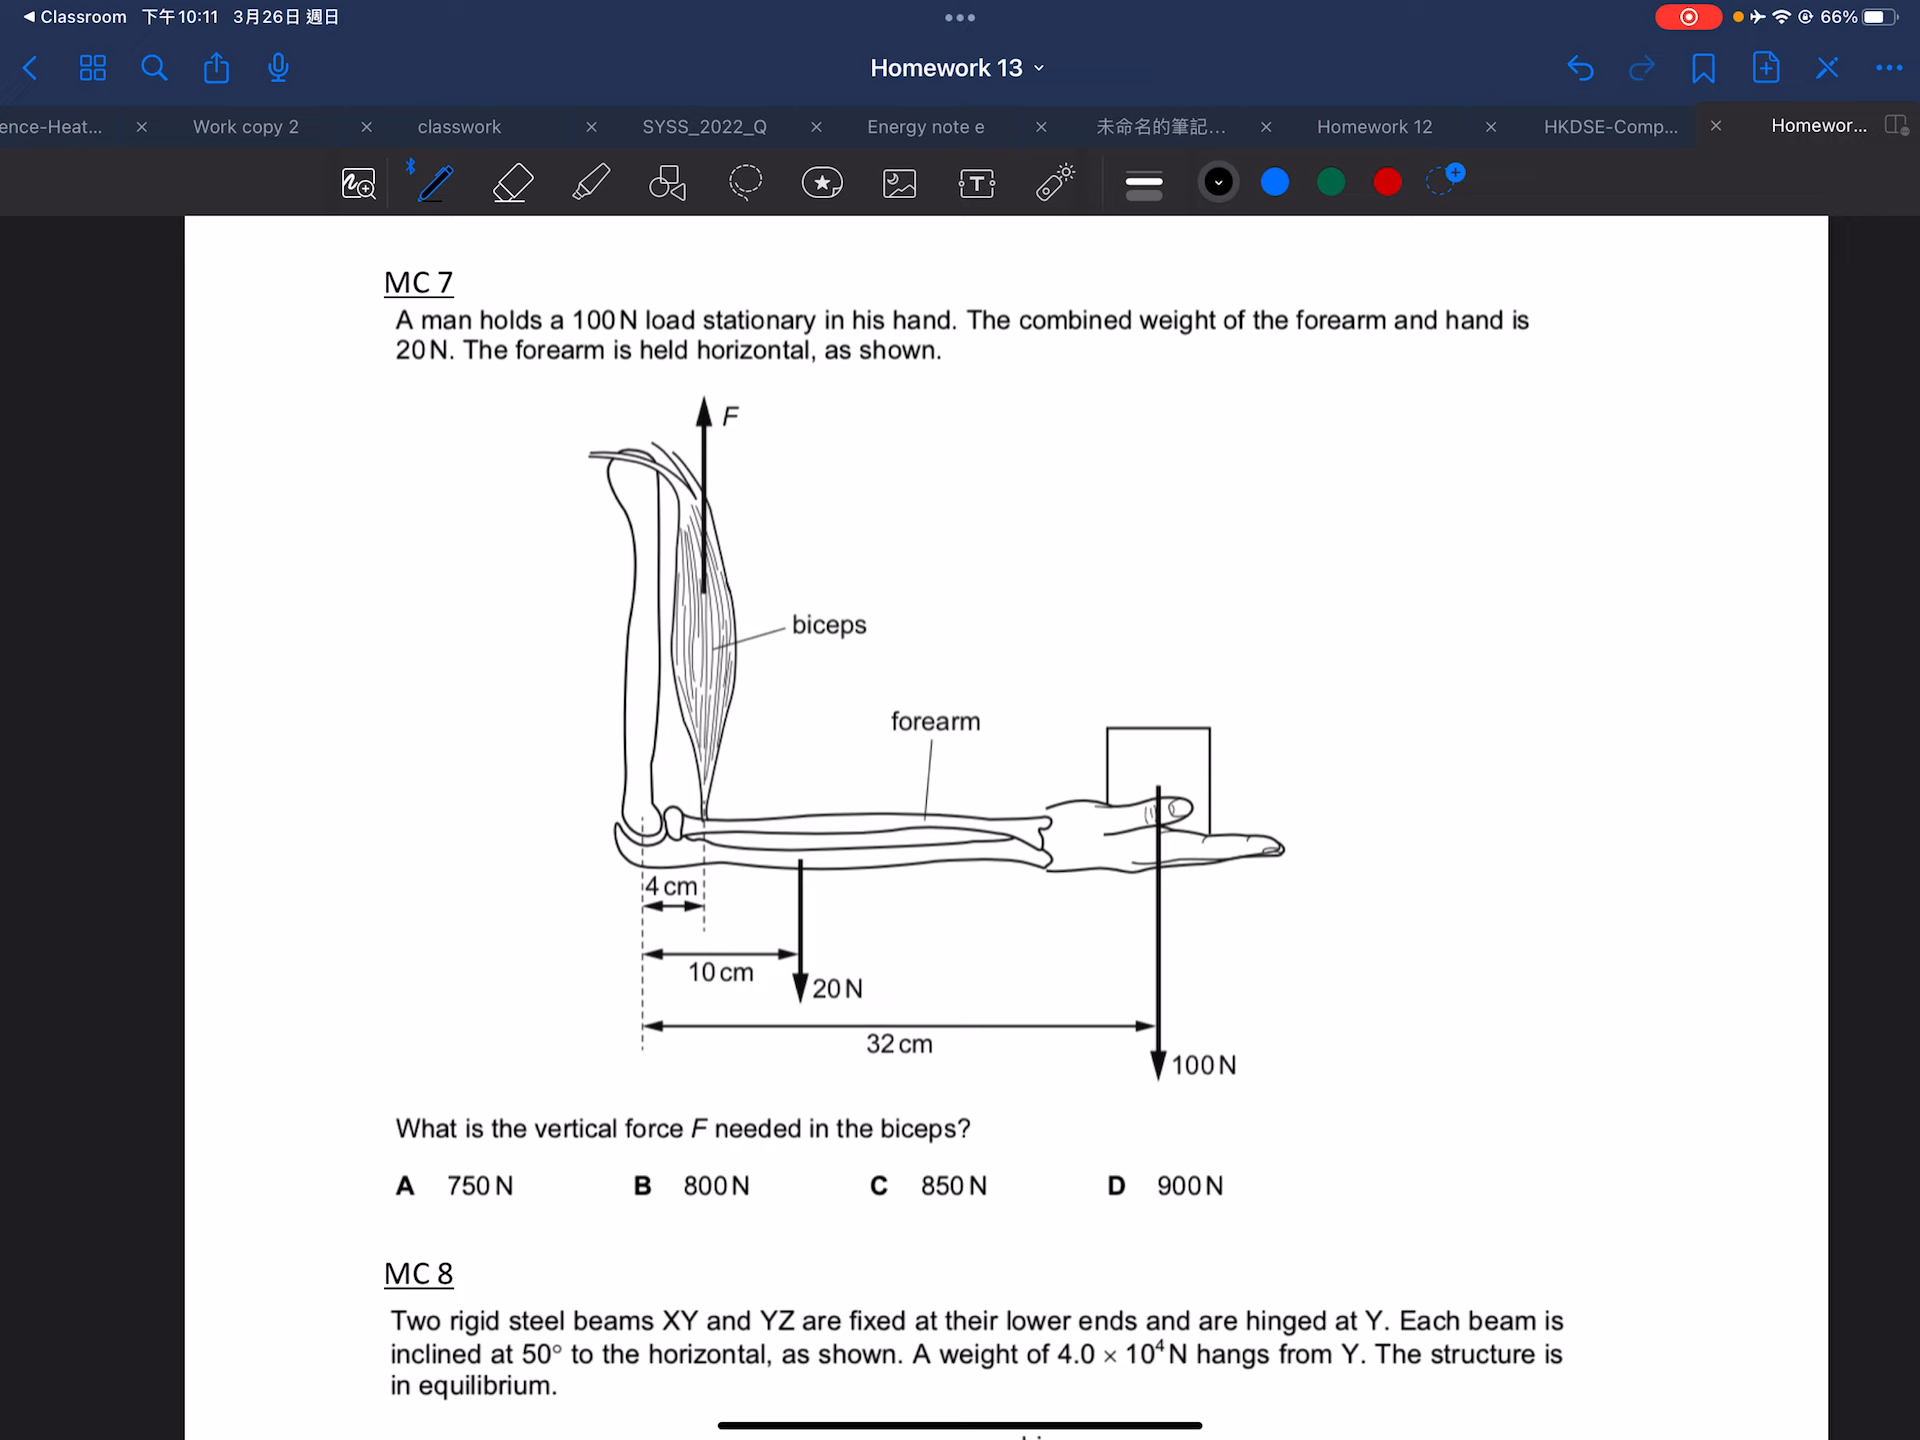 ◀ Classroom 下午10:11 3月26日 週日 66%
Homework 13
ence-Heat... Work copy 2 classwork SYSS_2022_Q Energy note e 未命名的筆記... Homework 12 HKDSE-Comp... Homewor...
MC 7
A man holds a 100 N load stationary in his hand. The combined weight of the forearm and hand is
20 N. The forearm is held horizontal, as shown.
F
biceps
forearm
4 cm
10 cm
20 N
32 cm
100 N
What is the vertical force F needed in the biceps?
A 750 N B 800 N C 850 N D 900 N
MC 8
Two rigid steel beams XY and YZ are fixed at their lower ends and are hinged at Y. Each beam is
inclined at 50° to the horizontal, as shown. A weight of 4.0 × 10⁴ N hangs from Y. The structure is
in equilibrium.